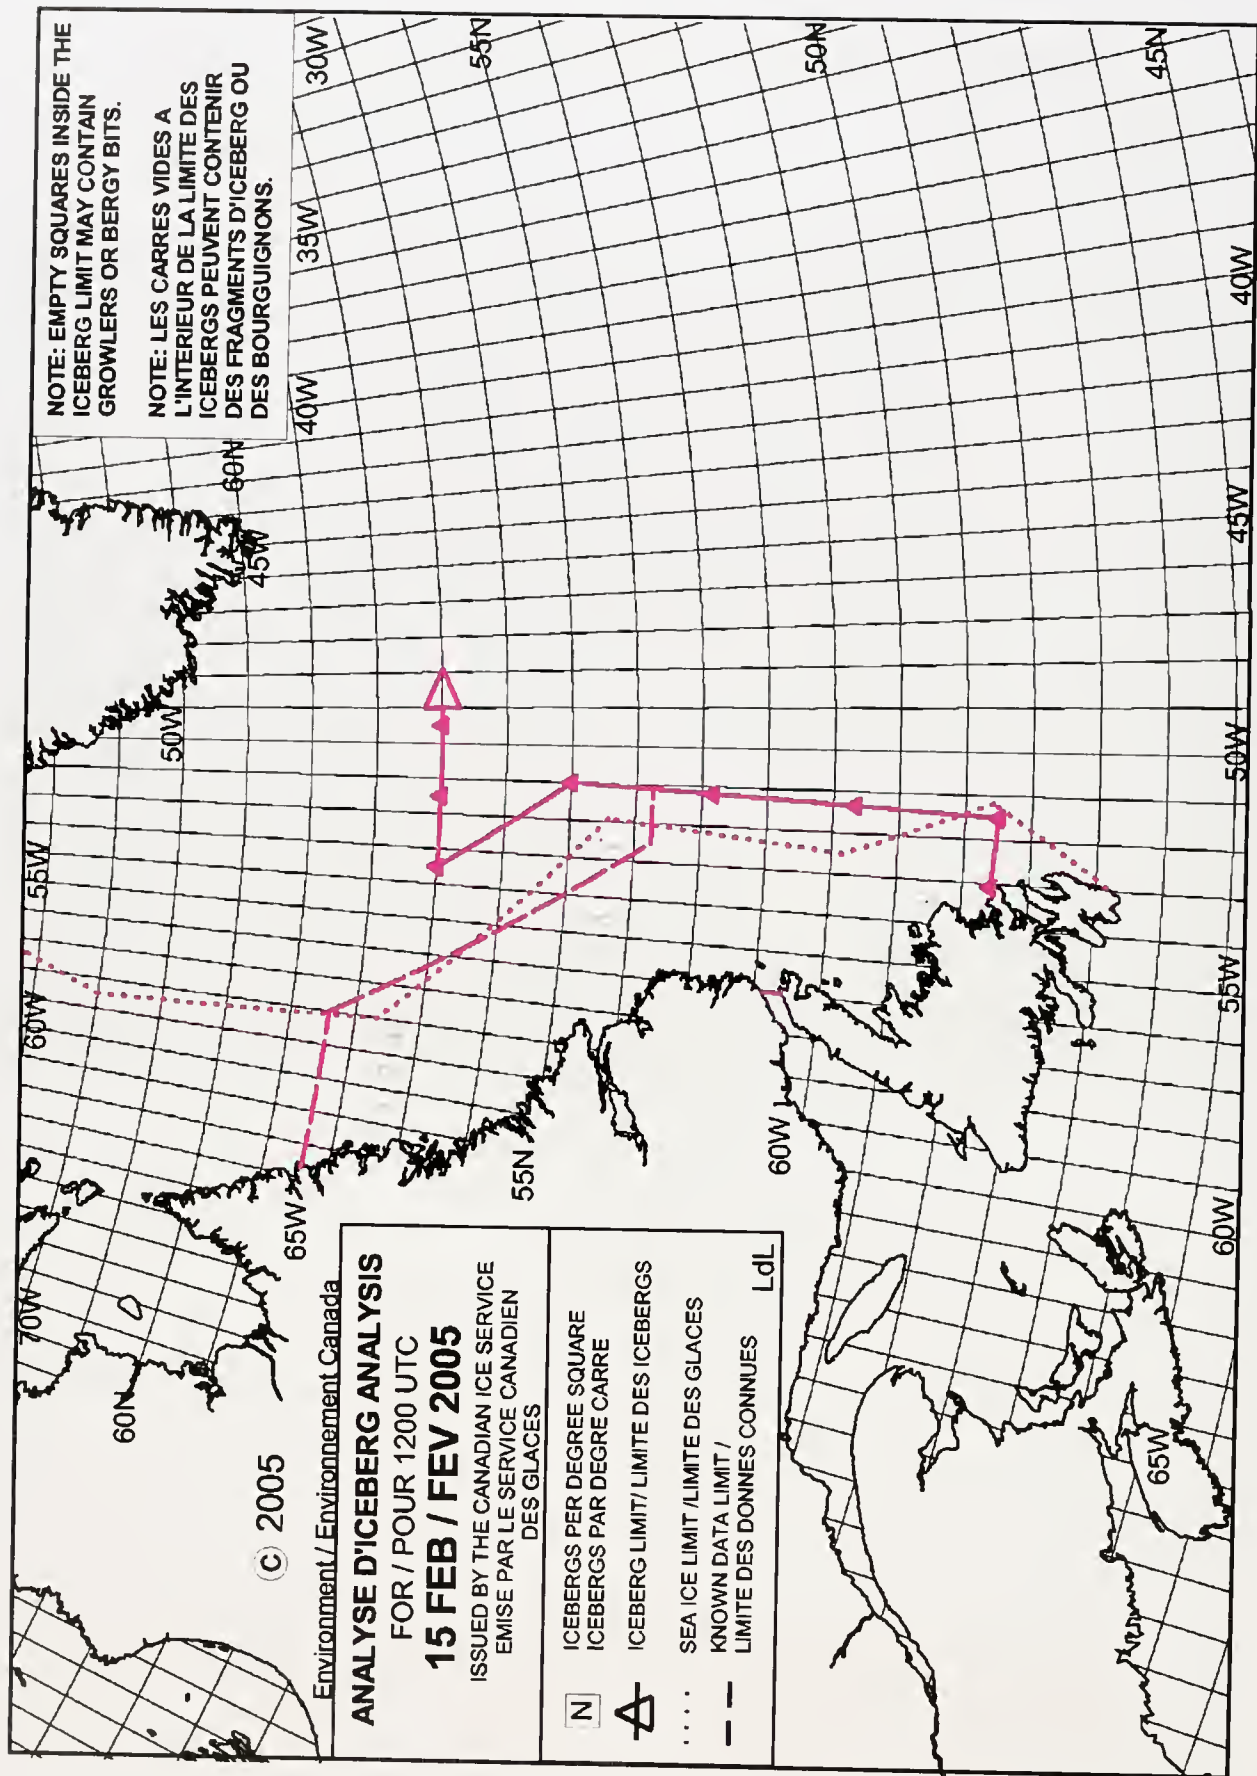 NOTE: EMPTY SQUARES INSIDE THE
ICEBERG LIMIT MAY CONTAIN
GROWLERS OR BERGY BITS.
NOTE: LES CARRES VIDES A
L'INTERIEUR DE LA LIMITE DES
ICEBERGS PEUVENT CONTENIR
DES FRAGMENTS D'ICEBERG OU
DES BOURGUIGNONS.
© 2005
Environment / Environnement Canada
ANALYSE D'ICEBERG ANALYSIS
FOR / POUR 1200 UTC
15 FEB / FEV 2005
ISSUED BY THE CANADIAN ICE SERVICE
EMISE PAR LE SERVICE CANADIEN
DES GLACES
N
ICEBERGS PER DEGREE SQUARE
ICEBERGS PAR DEGRE CARRE
ICEBERG LIMIT/ LIMITE DES ICEBERGS
SEA ICE LIMIT /LIMITE DES GLACES
KNOWN DATA LIMIT /
LIMITE DES DONNES CONNUES
LdL
70W
60W
55W
60N
65W
50W
45W
60N
40W
35W
30W
55N
55N
50N
60W
45N
65W
60W
55W
50W
45W
40W